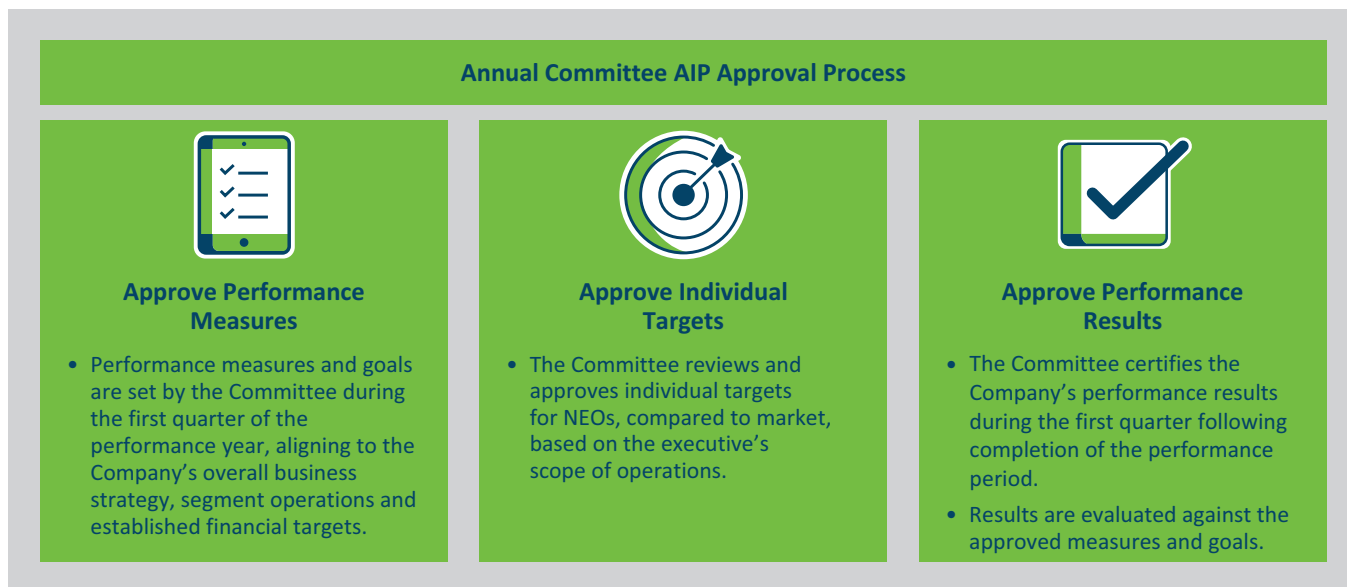 Annual Committee AIP Approval Process
Approve Performance
Measures
• Performance measures and goals
are set by the Committee during
the first quarter of the
performance year, aligning to the
Company’s overall business
strategy, segment operations and
established financial targets.
Approve Individual
Targets
• The Committee reviews and
approves individual targets
for NEOs, compared to market,
based on the executive’s
scope of operations.
Approve Performance
Results
• The Committee certifies the
Company’s performance results
during the first quarter following
completion of the performance
period.
• Results are evaluated against the
approved measures and goals.